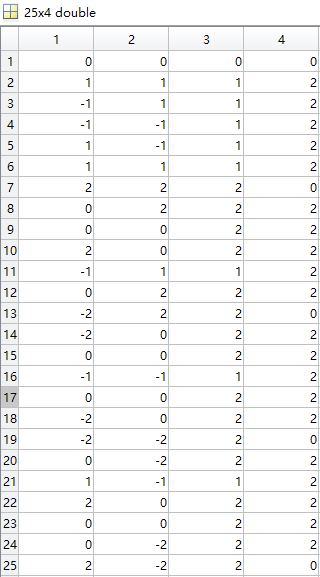 25x4 double
1 2 3 4
1 0 0 0 0
2 1 1 1 2
3 -1 1 1 2
4 -1 -1 1 2
5 1 -1 1 2
6 1 1 1 2
7 2 2 2 0
8 0 2 2 2
9 0 0 2 2
10 2 0 2 2
11 -1 1 1 2
12 0 2 2 2
13 -2 2 2 0
14 -2 0 2 2
15 0 0 2 2
16 -1 -1 1 2
17 0 0 2 2
18 -2 0 2 2
19 -2 -2 2 0
20 0 -2 2 2
21 1 -1 1 2
22 2 0 2 2
23 0 0 2 2
24 0 -2 2 2
25 2 -2 2 0